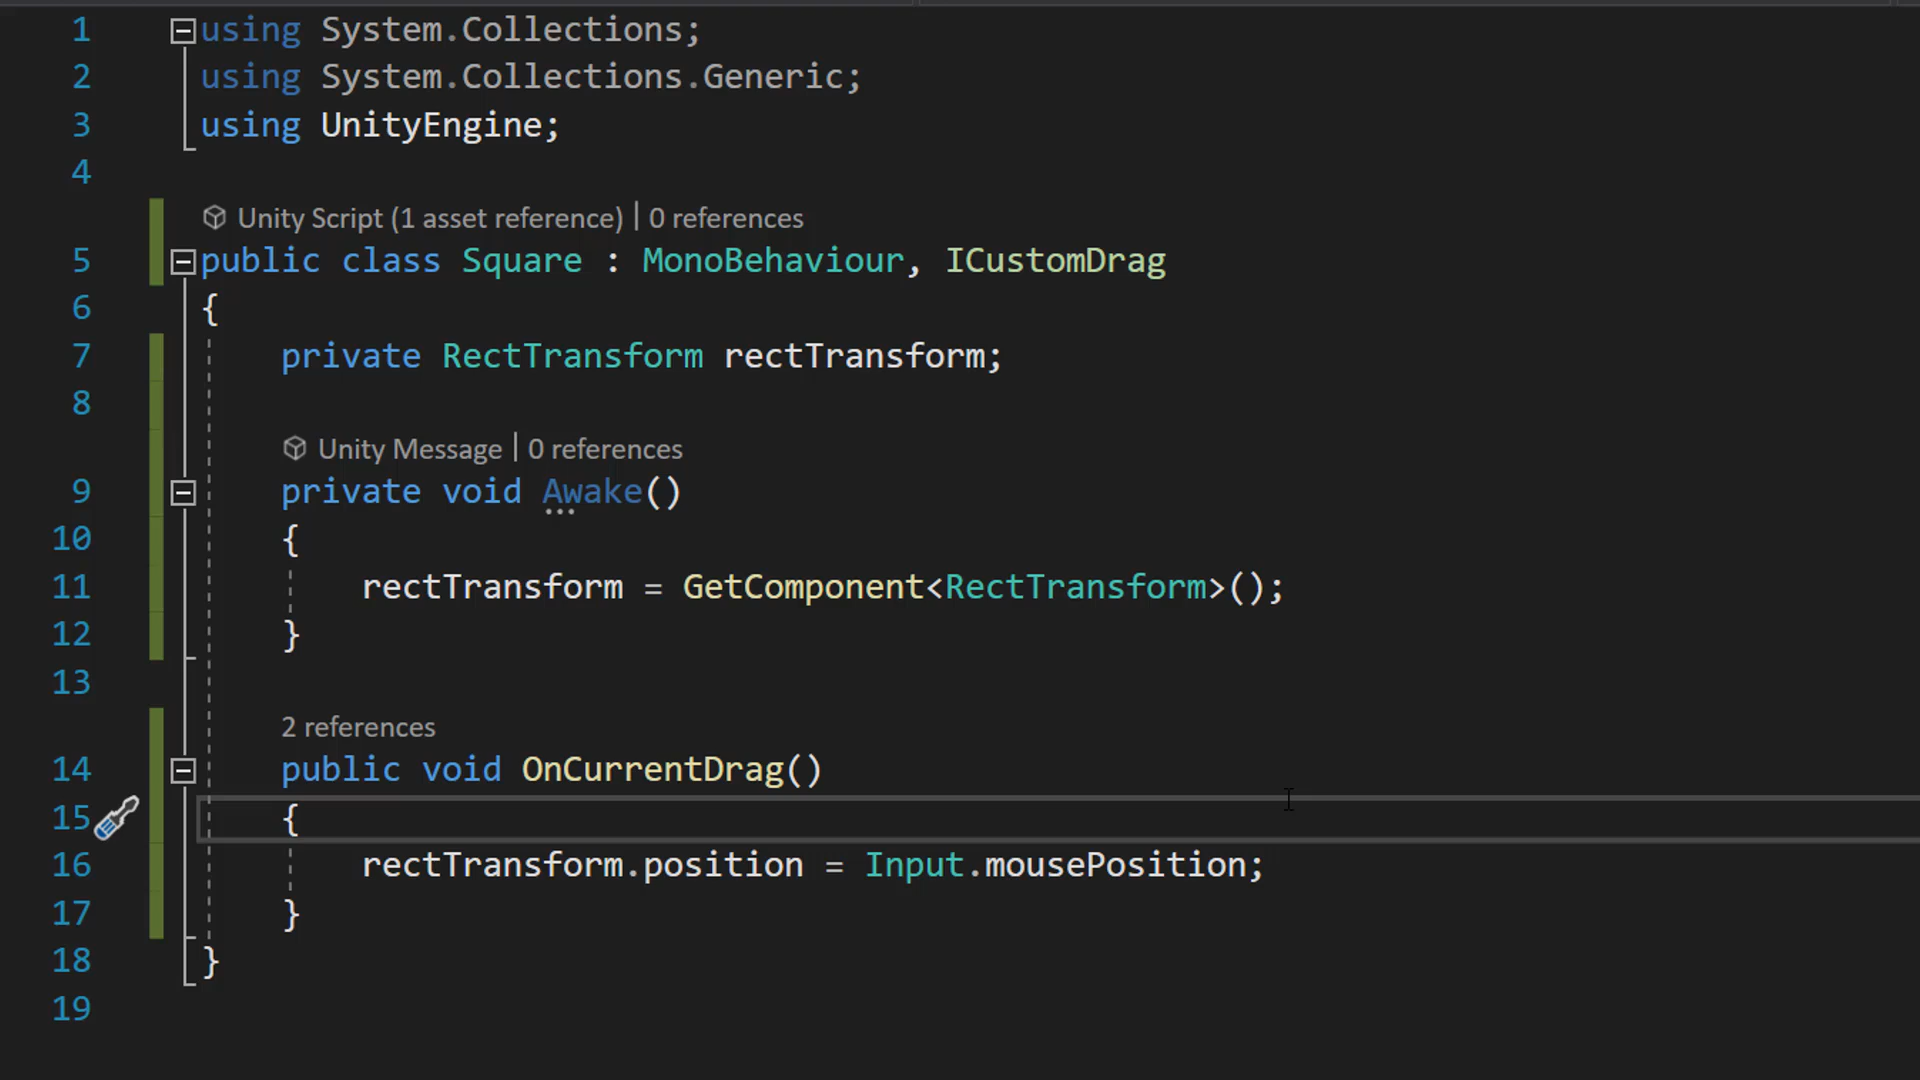 1 using System.Collections;
2 using System.Collections.Generic;
3 using UnityEngine;
4
Unity Script (1 asset reference) | 0 references
5 public class Square : MonoBehaviour, ICustomDrag
6 {
7 private RectTransform rectTransform;
8
Unity Message | 0 references
9 private void Awake()
10 {
11 rectTransform = GetComponent<RectTransform>();
12 }
13
2 references
14 public void OnCurrentDrag()
15 {
16 rectTransform.position = Input.mousePosition;
17 }
18 }
19